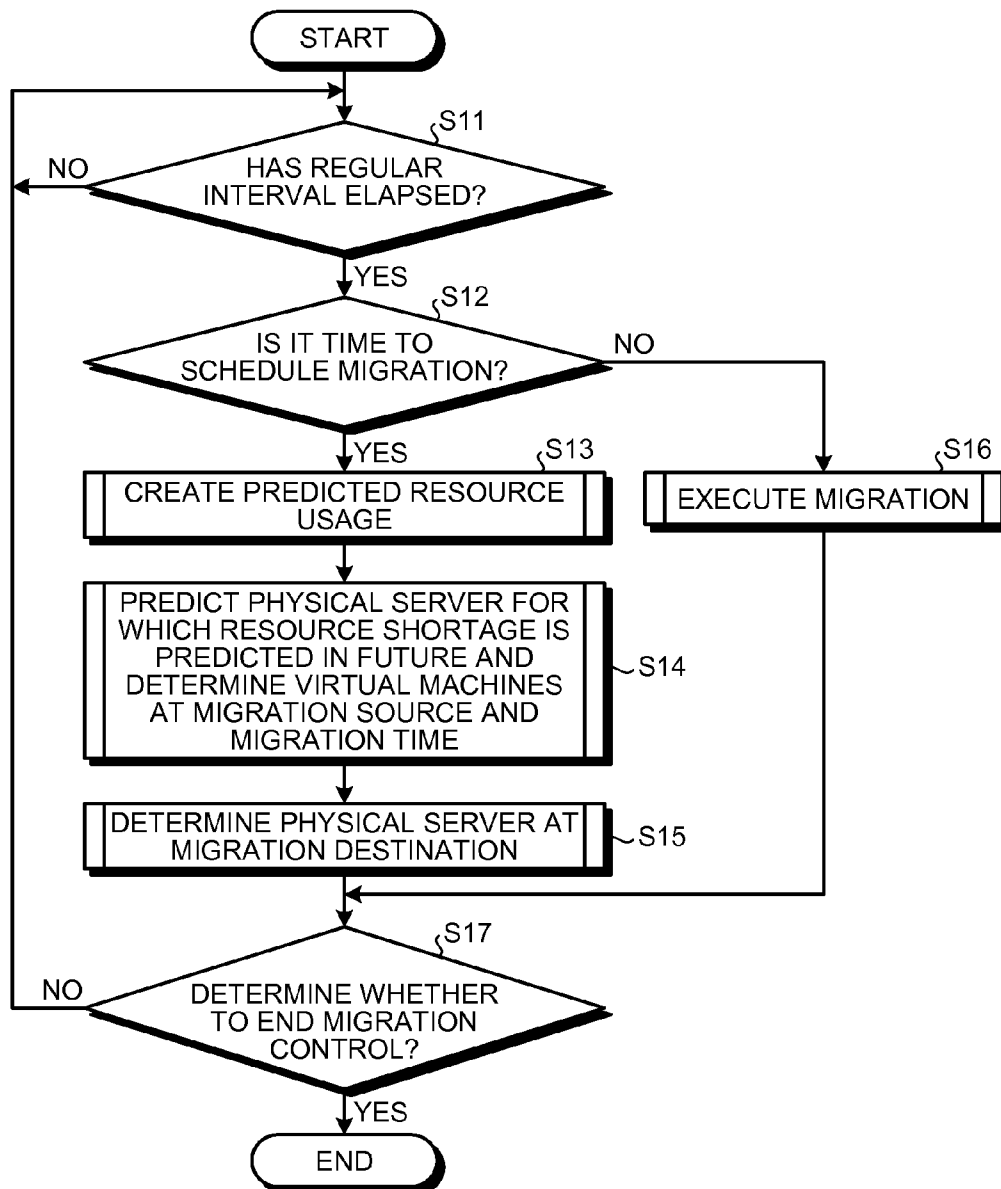 START
S11
HAS REGULAR
INTERVAL ELAPSED?
NO
YES
S12
IS IT TIME TO
SCHEDULE MIGRATION?
NO
YES
S13
CREATE PREDICTED RESOURCE
USAGE
S16
EXECUTE MIGRATION
PREDICT PHYSICAL SERVER FOR
WHICH RESOURCE SHORTAGE IS
PREDICTED IN FUTURE AND
DETERMINE VIRTUAL MACHINES
AT MIGRATION SOURCE AND
MIGRATION TIME
S14
DETERMINE PHYSICAL SERVER AT
MIGRATION DESTINATION
S15
S17
NO
DETERMINE WHETHER
TO END MIGRATION
CONTROL?
YES
END